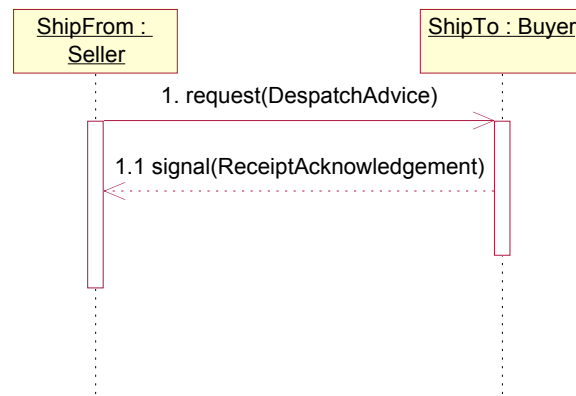 ShipFrom :
Seller
ShipTo : Buyer
1. request(DespatchAdvice)
1.1 signal(ReceiptAcknowledgement)